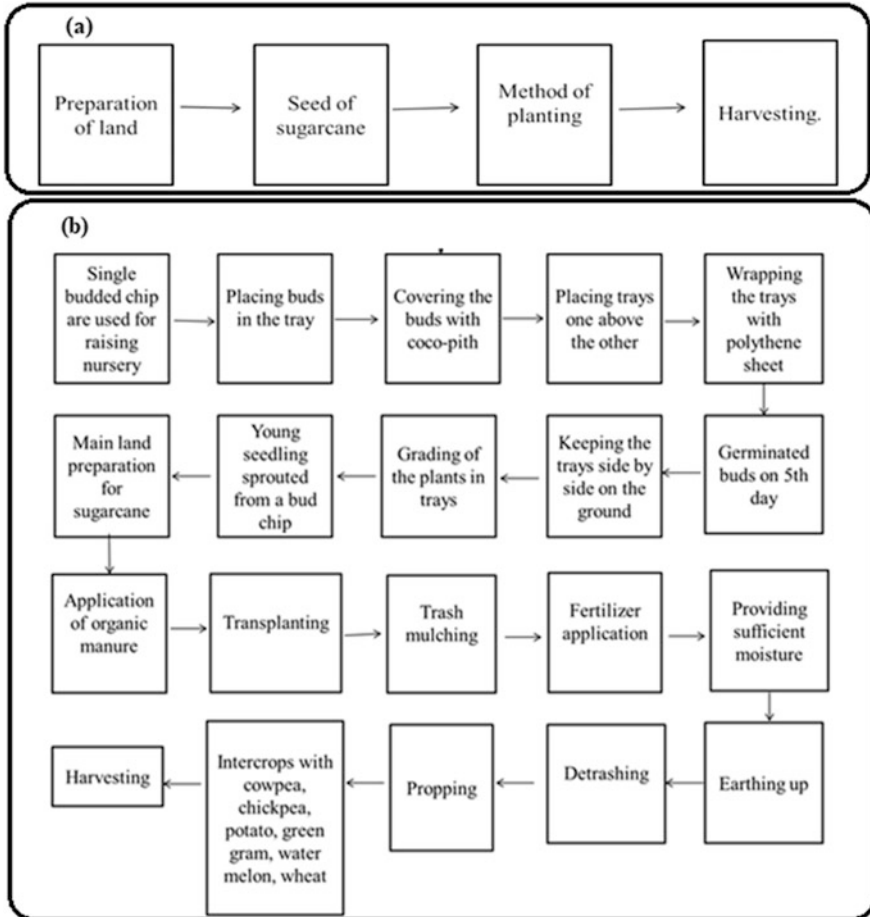 (a)
Preparation
of land
Seed of
sugarcane
Method of
planting
Harvesting.
(b)
Single
budded chip
are used for
raising
nursery
Placing buds
in the tray
Covering the
buds with
coco-pith
Placing trays
one above
the other
Wrapping
the trays
with
polythene
sheet
Germinated
buds on 5th
day
Keeping the
trays side by
side on the
ground
Grading of
the plants in
trays
Young
seedling
sprouted
from a bud
chip
Main land
preparation
for
sugarcane
Application
of organic
manure
Transplanting
Trash
mulching
Fertilizer
application
Providing
sufficient
moisture
Earthing up
Detrashing
Propping
Intercrops with
cowpea,
chickpea,
potato, green
gram, water
melon, wheat
Harvesting